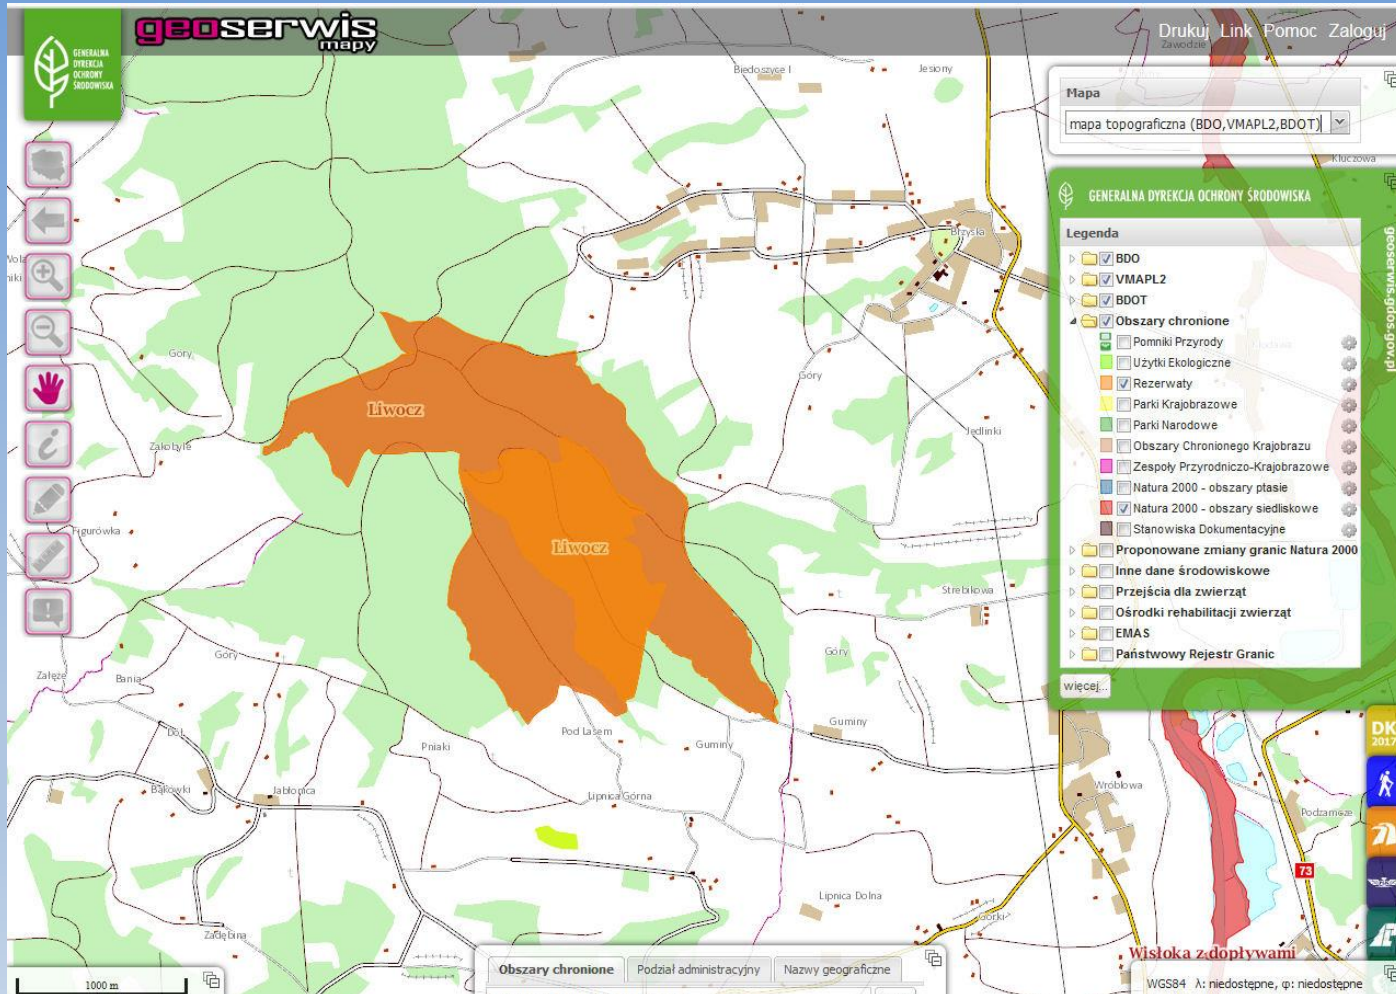 geoserwis
mapy
GENERALNA
DYREKCJA
OCHRONY
ŚRODOWISKA
Drukuj Link Pomoc Zaloguj
Zawodzie
Mapa
mapa topograficzna (BDO,VMAPL2,BDOT)
GENERALNA DYREKCJA OCHRONY ŚRODOWISKA
geoserwis.gdos.gov.pl
Legenda
BDO
VMAPL2
BDOT
Obszary chronione
Pomniki Przyrody
Użytki Ekologiczne
Rezerwaty
Parki Krajobrazowe
Parki Narodowe
Obszary Chronionego Krajobrazu
Zespoły Przyrodniczo-Krajobrazowe
Natura 2000 - obszary ptasie
Natura 2000 - obszary siedliskowe
Stanowiska Dokumentacyjne
Proponowane zmiany granic Natura 2000
Inne dane środowiskowe
Przejścia dla zwierząt
Ośrodki rehabilitacji zwierząt
EMAS
Państwowy Rejestr Granic
więcej...
DK
2017
Biedoszyce I
Jesiony
Kluczowa
Brzyska
Góry
Góry
Liwocz
Zakobyle
Jedlinki
Figurówka
Liwocz
Strebikowa
Góry
Góry
Załęże
Bania
Guminy
Pod Lasem
Dół
Pniaki
Guminy
Bąkówki
Jabłonica
Lipnica Górna
Wróblowa
Podzamcze
73
Lipnica Dolna
Górki
Zadębina
Wisłoka z dopływami
Obszary chronione
Podział administracyjny
Nazwy geograficzne
1000 m
WGS84 λ: niedostępne, φ: niedostępne